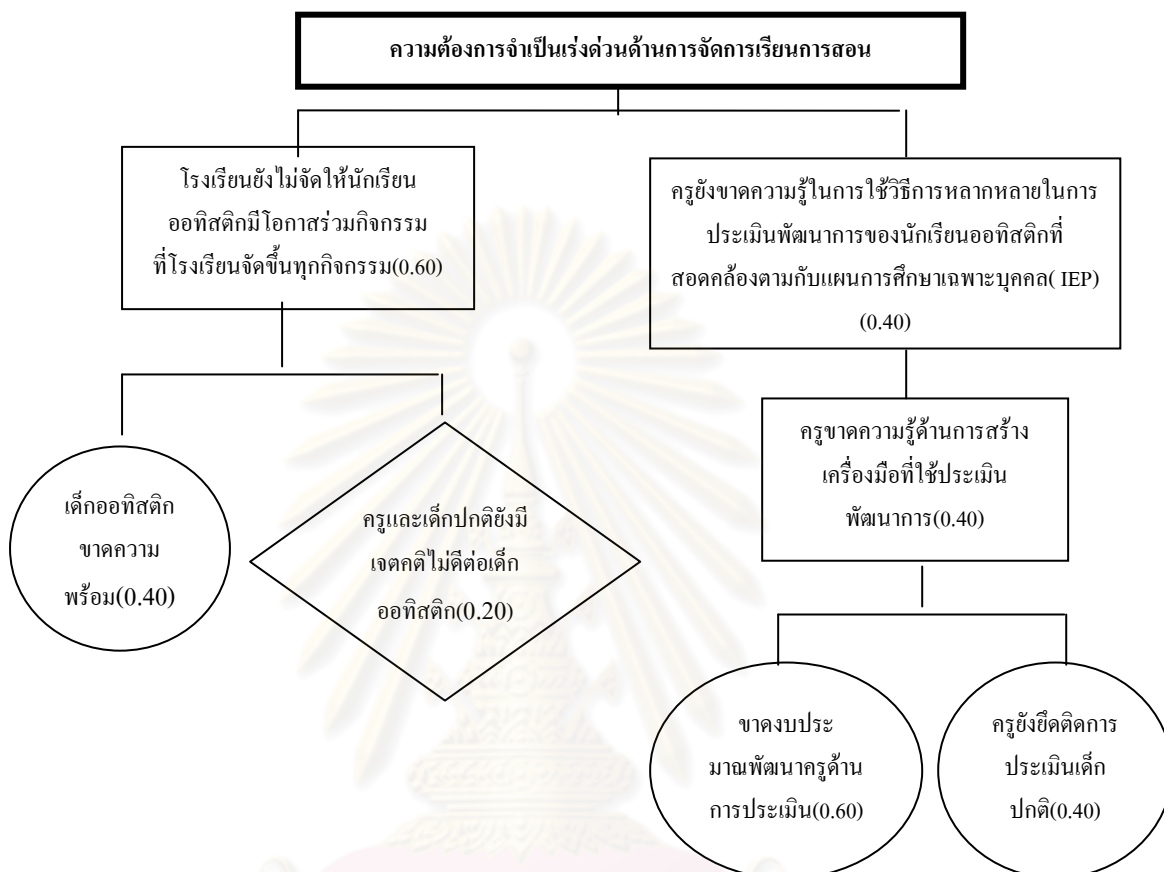 ความต้องการจำเป็นเร่งด่วนด้านการจัดการเรียนการสอน
โรงเรียนยังไม่จัดให้นักเรียน
ออทิสติกมีโอกาสร่วมกิจกรรม
ที่โรงเรียนจัดขึ้นทุกกิจกรรม(0.60)
ครูยังขาดความรู้ในการใช้วิธีการหลากหลายในการ
ประเมินพัฒนาการของนักเรียนออทิสติกที่
สอดคล้องตามกับแผนการศึกษาเฉพาะบุคคล( IEP)
(0.40)
ครูขาดความรู้ด้านการสร้าง
เครื่องมือที่ใช้ประเมิน
พัฒนาการ(0.40)
เด็กออทิสติก
ขาดความ
พร้อม(0.40)
ครูและเด็กปกติยังมี
เจตคติไม่ดีต่อเด็ก
ออทิสติก(0.20)
ขาดงบประ
มาณพัฒนาครูด้าน
การประเมิน(0.60)
ครูยังยึดติดการ
ประเมินเด็ก
ปกติ(0.40)